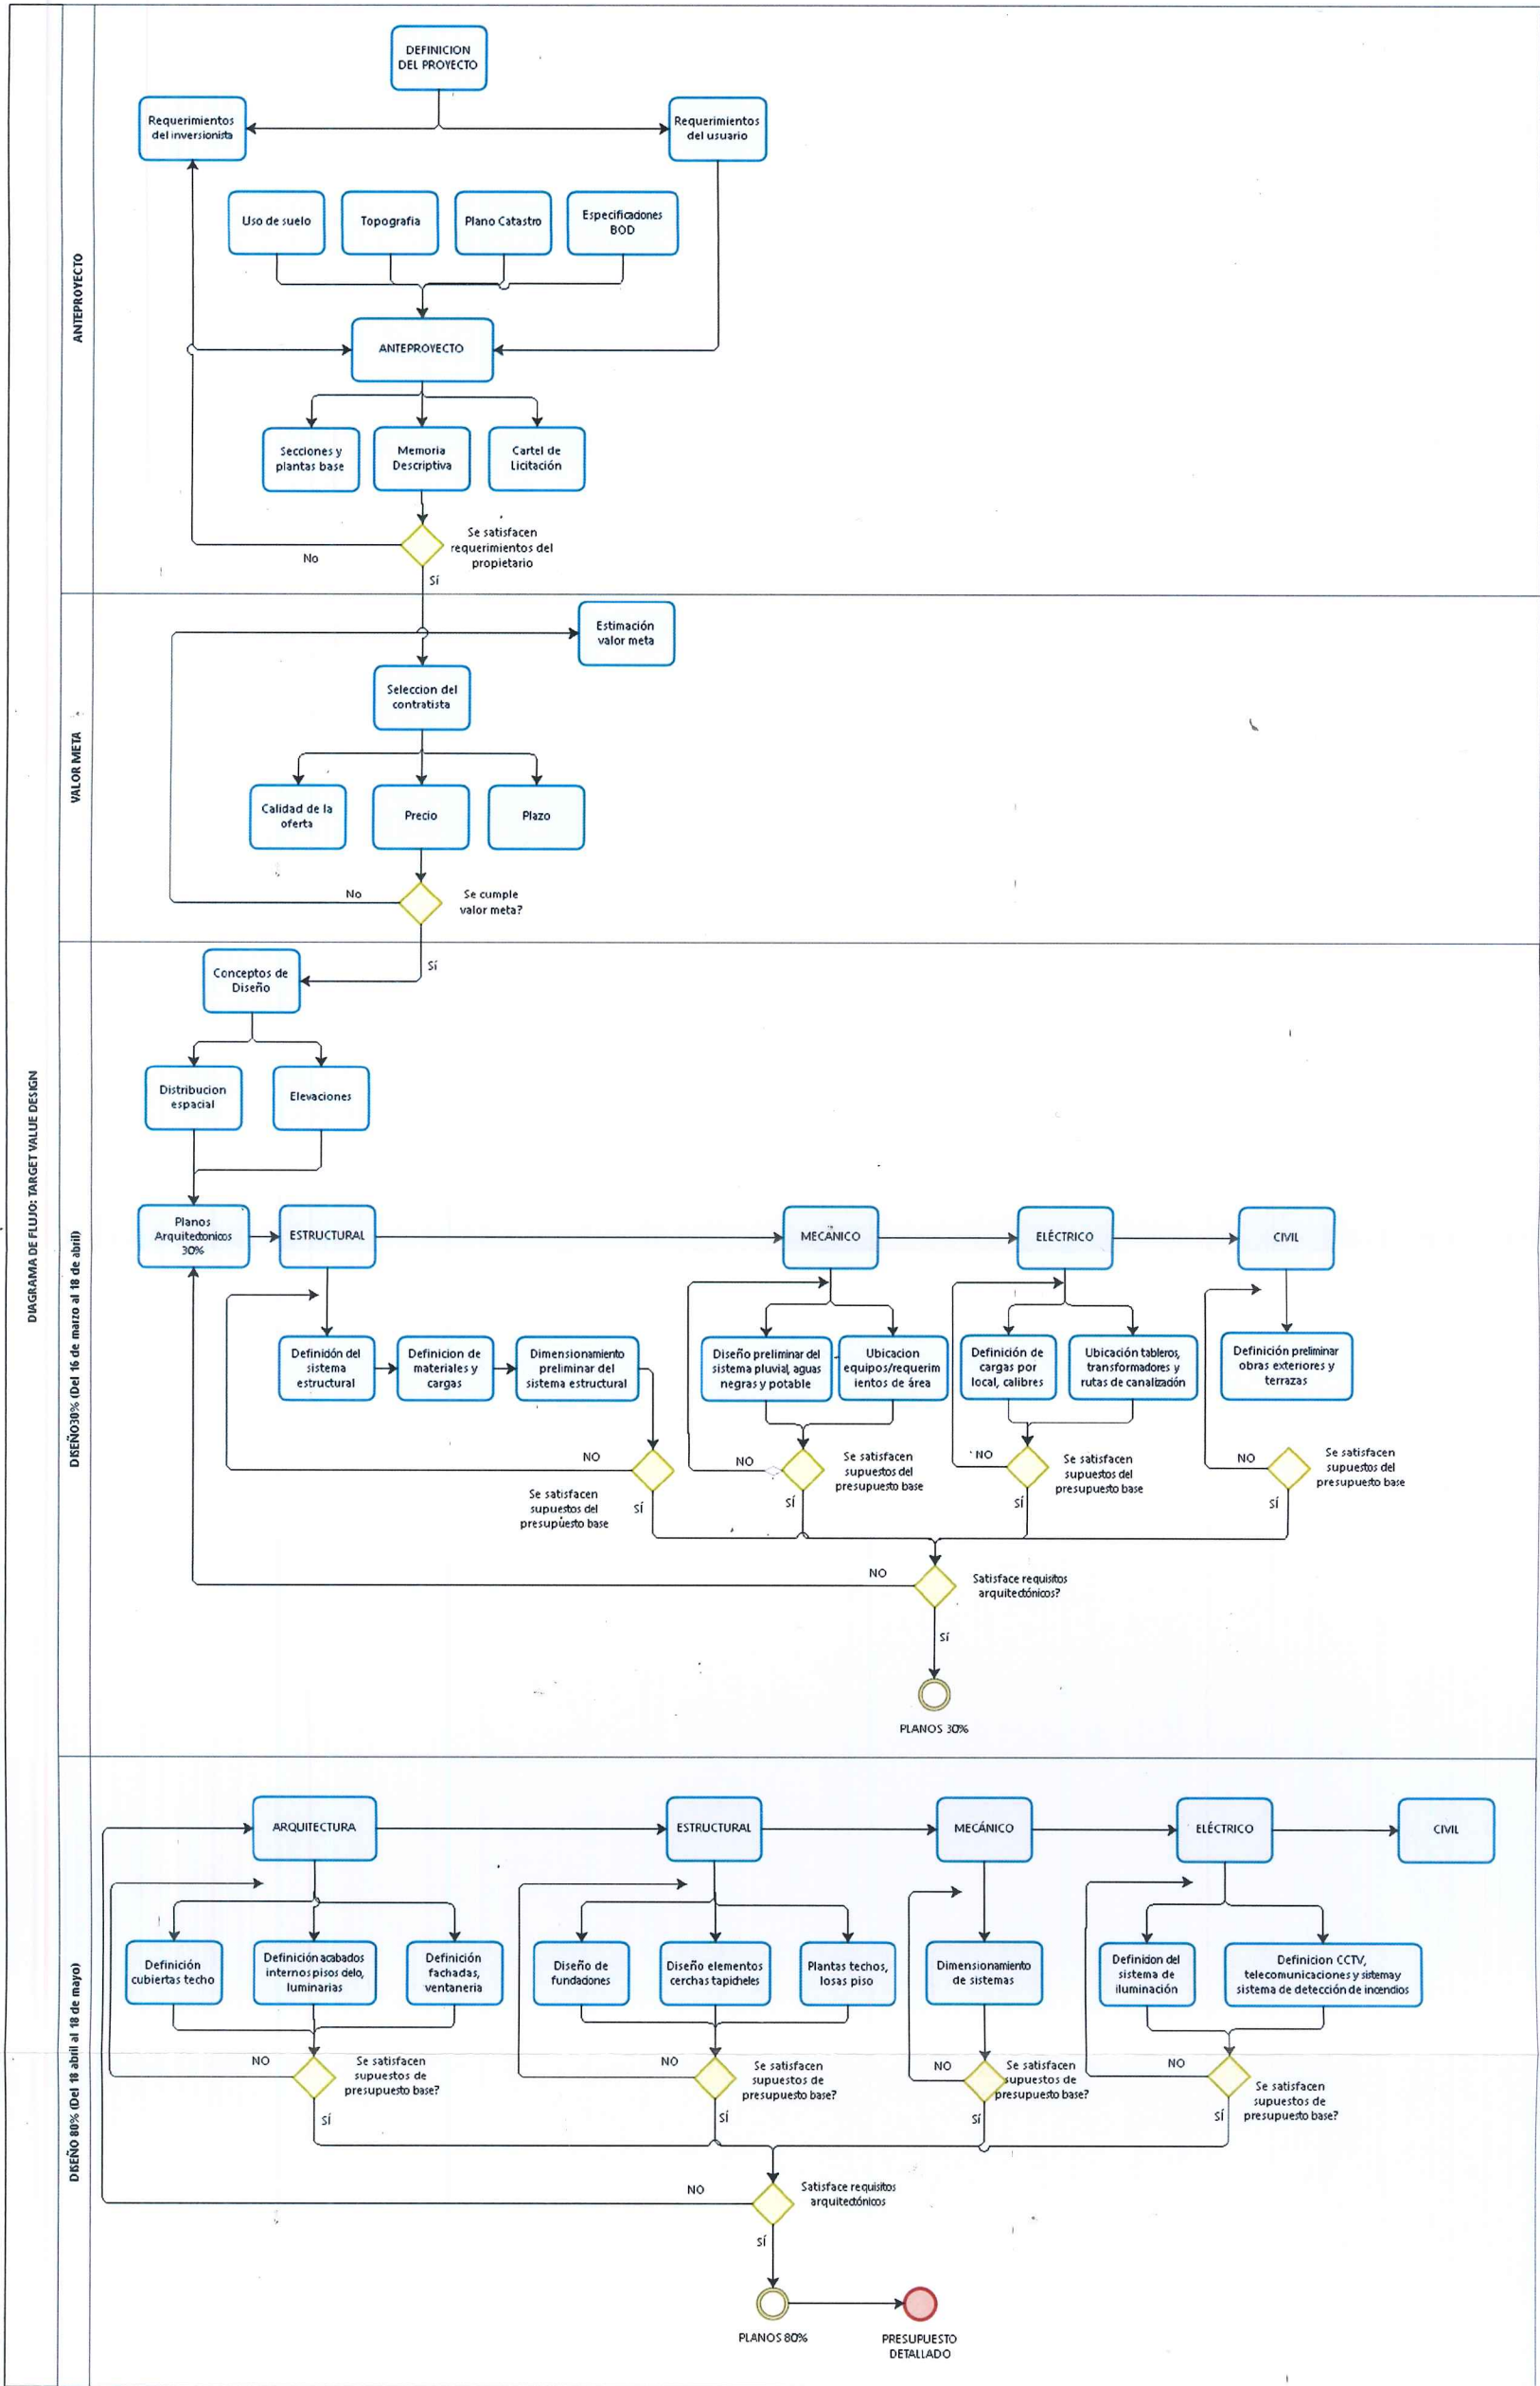 DIAGRAMA DE FLUJO: TARGET VALUE DESIGN
ANTEPROYECTO
DEFINICION
DEL PROYECTO
Requerimientos
del inversionista
Requerimientos
del usuario
Uso de suelo
Topografia
Plano Catastro
Especificadones
BOD
ANTEPROYECTO
Secciones y
plantas base
Memoria
Descriptiva
Cartel de
Licitación
Se satisfacen
requerimientos del
propietario
No
Sí
VALOR META
Estimación
valor meta
Seleccion del
contratista
Calidad de la
oferta
Precio
Plazo
No
Se cumple
valor meta?
Sí
DISEÑO30% (Del 16 de marzo al 18 de abril)
Conceptos de
Diseño
Distribucion
espacial
Elevaciones
Planos
Arquitectonicos
30%
ESTRUCTURAL
MECÁNICO
ELÉCTRICO
CIVIL
Definición del
sistema
estructural
Definicion de
materiales y
cargas
Dimensionamiento
preliminar del
sistema estructural
Diseño preliminar del
sistema pluvial, aguas
negras y potable
Ubicacion
equipos/requerim
ientos de área
Definición de
cargas por
local, calibres
Ubicación tableros,
transformadores y
rutas de canalización
Definición preliminar
obras exteriores y
terrazas
NO
Se satisfacen
supuestos del
presupuesto base
SÍ
NO
Se satisfacen
supuestos del
presupuesto base
SÍ
NO
Se satisfacen
supuestos del
presupuesto base
SÍ
NO
Se satisfacen
supuestos del
presupuesto base
SÍ
NO
Satisface requisitos
arquitectónicos?
SÍ
PLANOS 30%
DISEÑO 80% (Del 18 abril al 18 de mayo)
ARQUITECTURA
ESTRUCTURAL
MECÁNICO
ELÉCTRICO
CIVIL
Definición
cubiertas techo
Definición acabados
internos pisos cielo,
luminarias
Definición
fachadas,
ventaneria
Diseño de
fundaciones
Diseño elementos
cerchas tapicheles
Plantas techos,
losas piso
Dimensionamiento
de sistemas
Definicion del
sistema de
iluminación
Definicion CCTV,
telecomunicaciones y sistemay
sistema de detección de incendios
NO
Se satisfacen
supuestos de
presupuesto base?
SÍ
NO
Se satisfacen
supuestos de
presupuesto base?
SÍ
NO
Se satisfacen
supuestos de
presupuesto base?
SÍ
NO
Se satisfacen
supuestos de
presupuesto base?
SÍ
NO
Satisface requisitos
arquitectónicos
SÍ
PLANOS 80%
PRESUPUESTO
DETALLADO